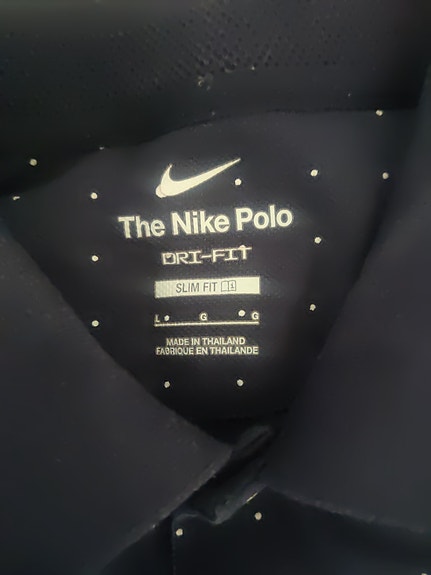 The Nike Polo
DRI-FIT
SLIM FIT
L G G
MADE IN THAILAND
FABRIQUE EN THAILANDE